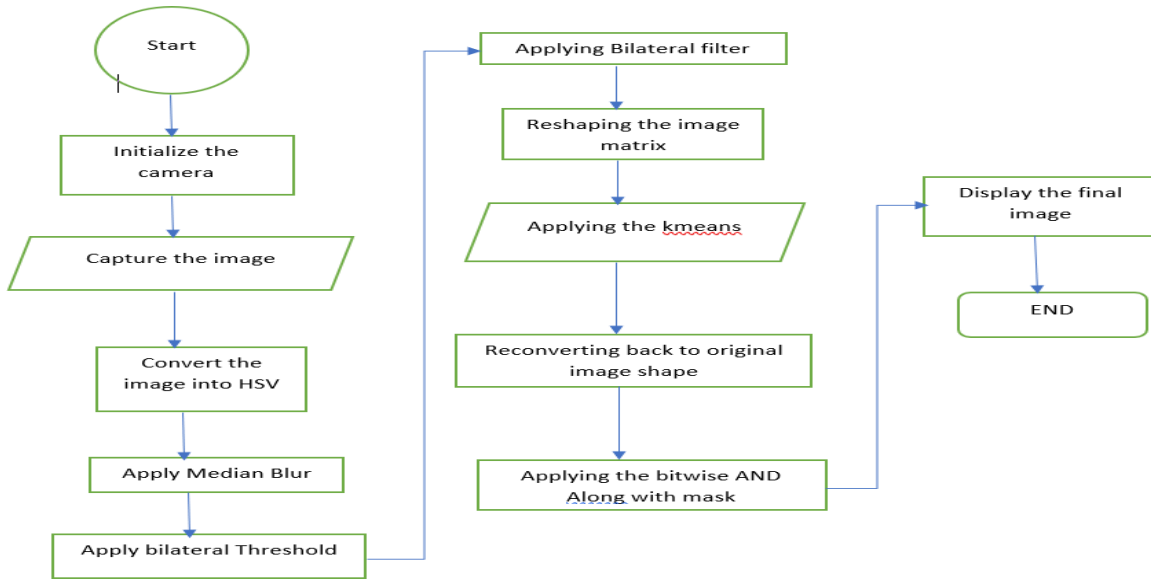 Start
Initialize the
camera
Capture the image
Convert the
image into HSV
Apply Median Blur
Apply bilateral Threshold
Applying Bilateral filter
Reshaping the image
matrix
Applying the kmeans
Reconverting back to original
image shape
Applying the bitwise AND
Along with mask
Display the final
image
END